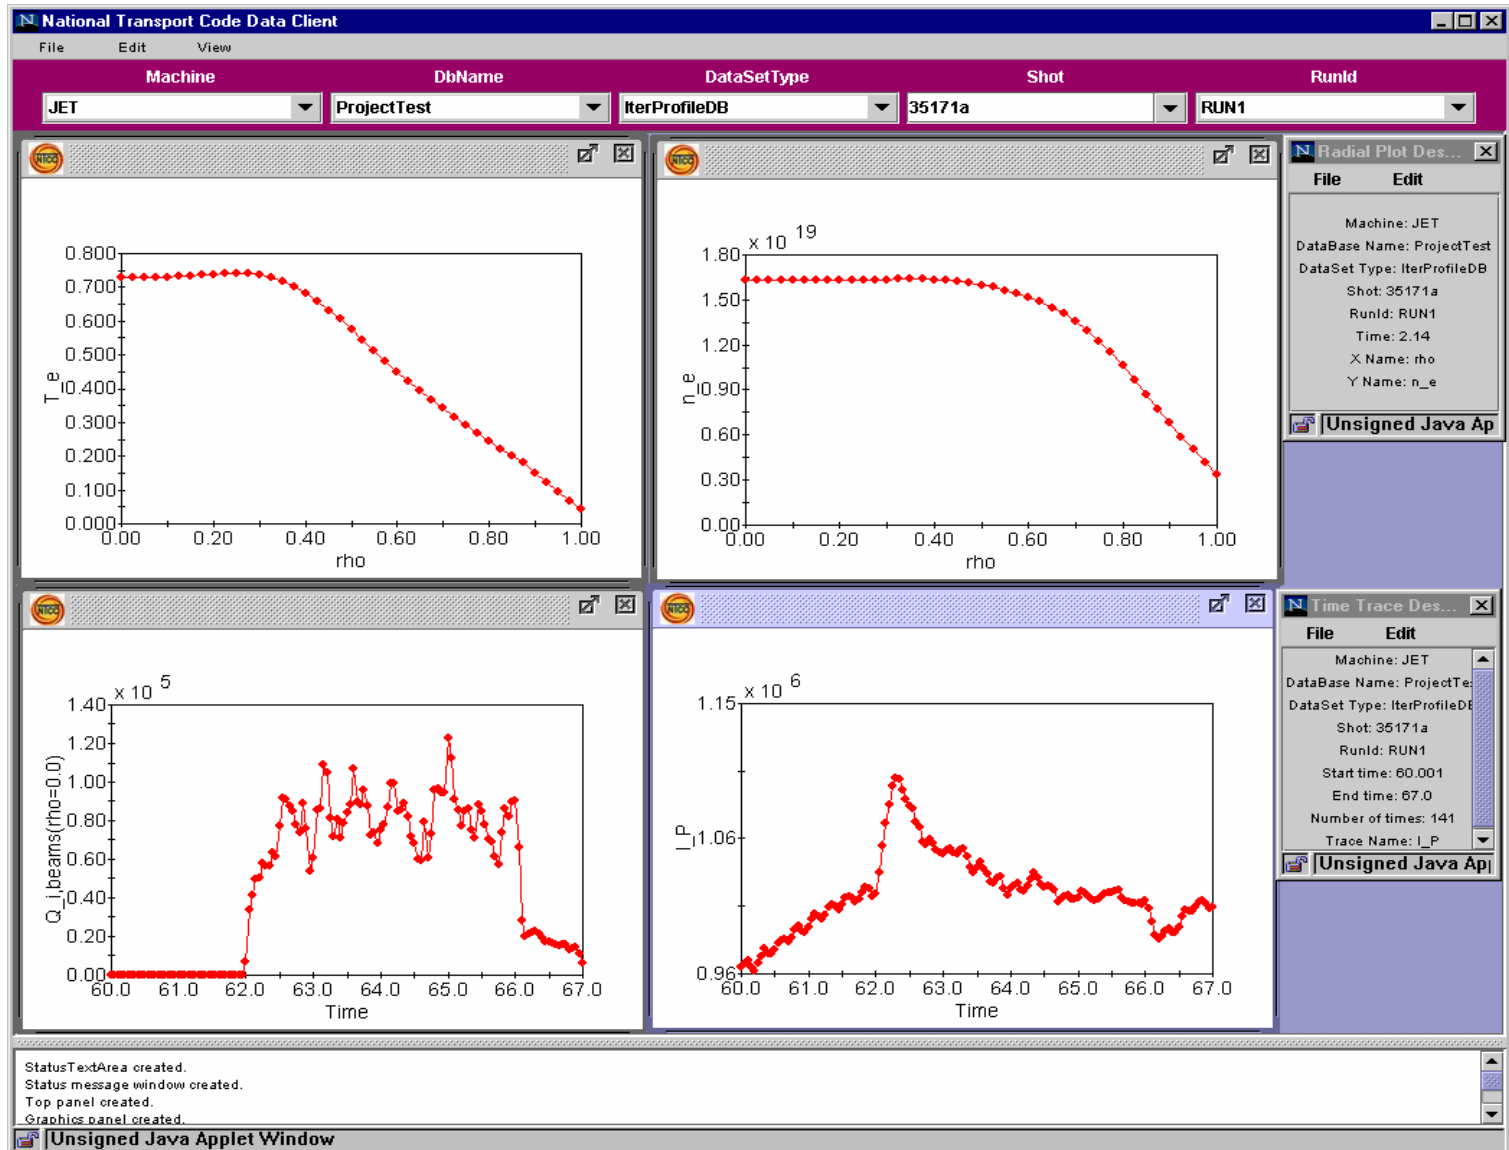 National Transport Code Data Client
File Edit View
Machine DbName DataSetType Shot RunId
JET ProjectTest IterProfileDB 35171a RUN1
NTCC
0.800
0.700
0.600
0.500
0.400
0.300
0.200
0.100
0.000
T_e
0.00 0.20 0.40 0.60 0.80 1.00
rho
NTCC
x 10 19
1.80
1.50
1.20
0.90
0.60
0.30
0.00
n_e
0.00 0.20 0.40 0.60 0.80 1.00
rho
N Radial Plot Des...
File Edit
Machine: JET
DataBase Name: ProjectTest
DataSet Type: IterProfileDB
Shot: 35171a
RunId: RUN1
Time: 2.14
X Name: rho
Y Name: n_e
Unsigned Java Ap
NTCC
x 10 5
1.40
1.20
1.00
0.80
0.60
0.40
0.20
0.00
Q_i,beams(rho=0.0)
60.0 61.0 62.0 63.0 64.0 65.0 66.0 67.0
Time
NTCC
x 10 6
1.15
1.06
0.96
I_P
60.0 61.0 62.0 63.0 64.0 65.0 66.0 67.0
Time
N Time Trace Des...
File Edit
Machine: JET
DataBase Name: ProjectTe
DataSet Type: IterProfileDB
Shot: 35171a
RunId: RUN1
Start time: 60.001
End time: 67.0
Number of times: 141
Trace Name: I_P
Unsigned Java Ap
StatusTextArea created.
Status message window created.
Top panel created.
Graphics panel created.
Unsigned Java Applet Window